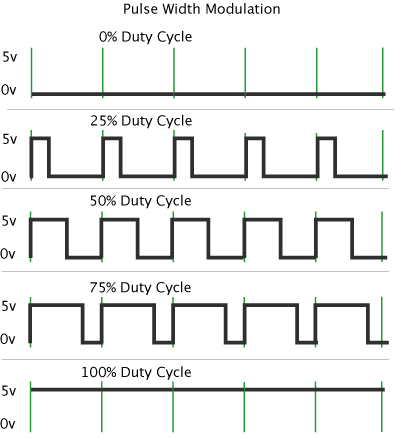 Pulse Width Modulation
0% Duty Cycle
5v
0v
25% Duty Cycle
5v
0v
50% Duty Cycle
5v
0v
75% Duty Cycle
5v
0v
100% Duty Cycle
5v
0v